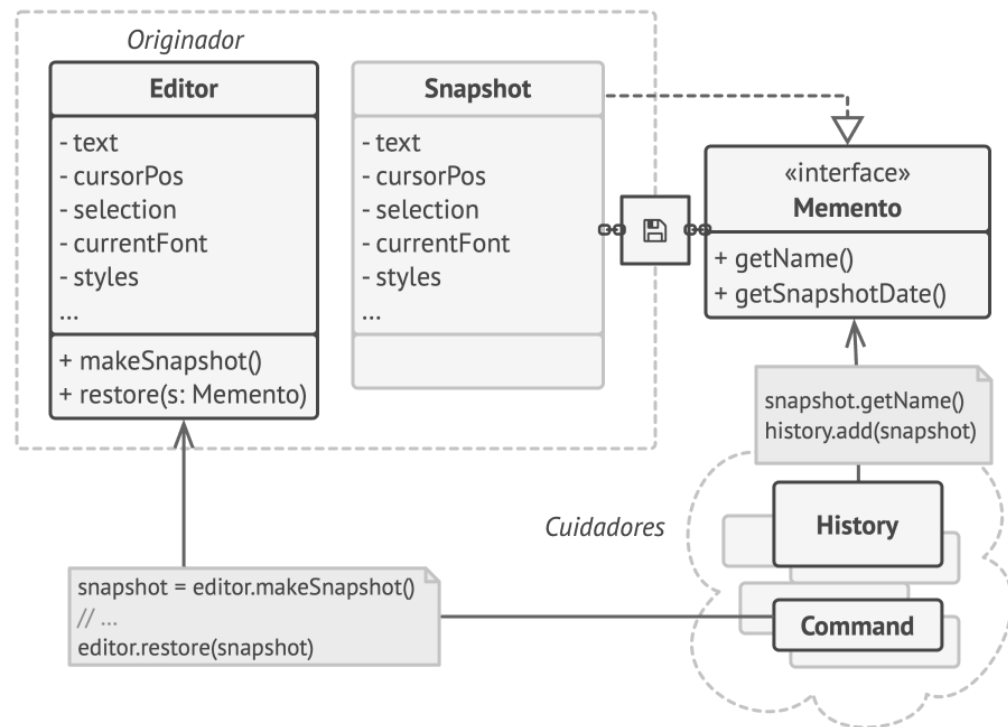 Originador
Editor
- text
- cursorPos
- selection
- currentFont
- styles
...
+ makeSnapshot()
+ restore(s: Memento)
Snapshot
- text
- cursorPos
- selection
- currentFont
- styles
...
«interface»
Memento
+ getName()
+ getSnapshotDate()
snapshot.getName()
history.add(snapshot)
Cuidadores
History
Command
snapshot = editor.makeSnapshot()
// ...
editor.restore(snapshot)